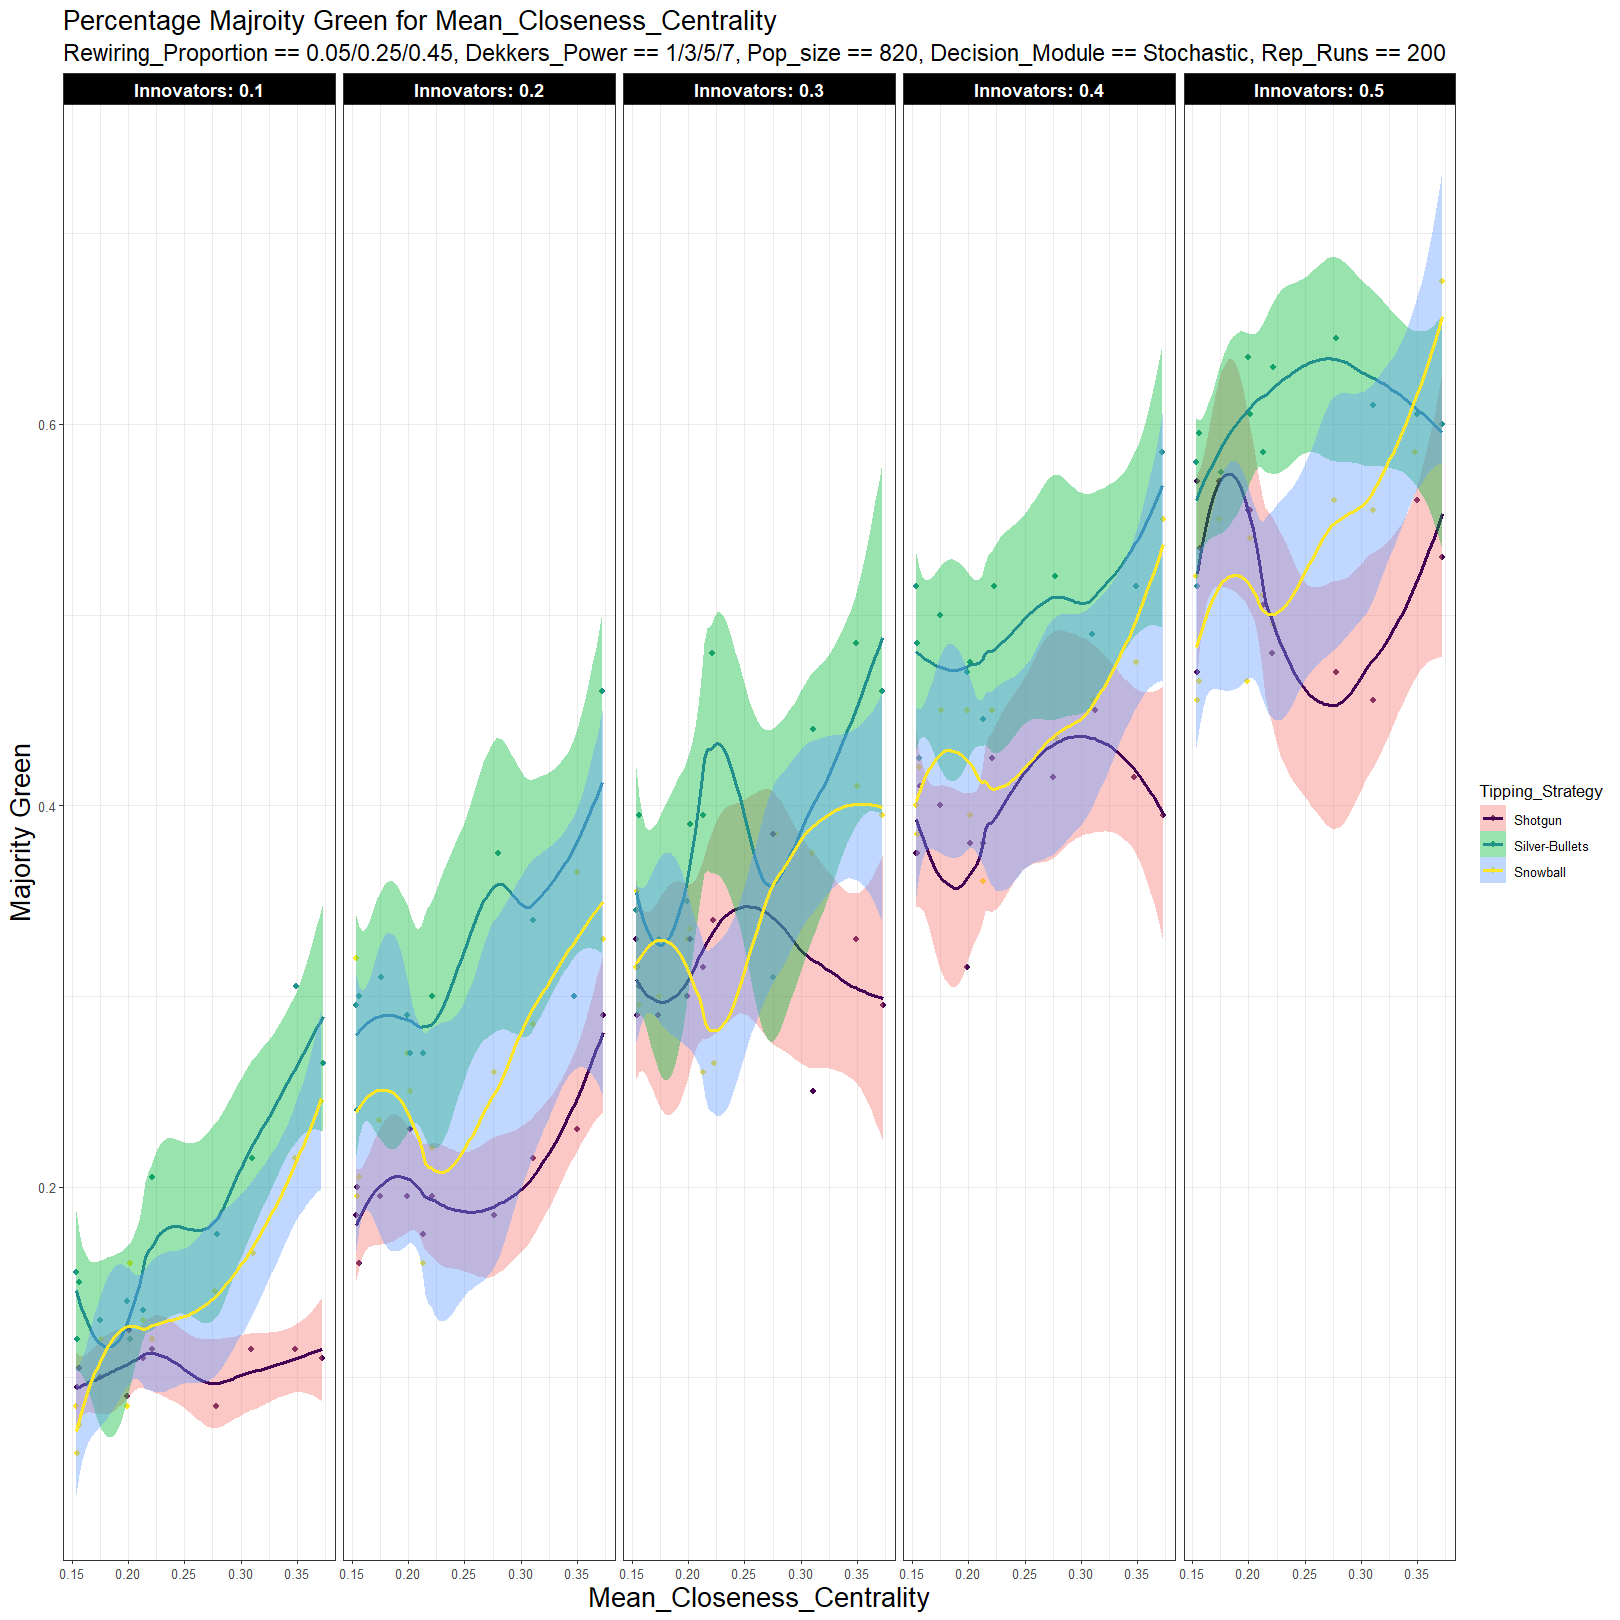 Percentage Majroity Green for Mean_Closeness_Centrality
Rewiring_Proportion == 0.05/0.25/0.45, Dekkers_Power == 1/3/5/7, Pop_size == 820, Decision_Module == Stochastic, Rep_Runs == 200
Innovators: 0.1
Innovators: 0.2
Innovators: 0.3
Innovators: 0.4
Innovators: 0.5
Majority Green
0.6
0.4
0.2
0.15 0.20 0.25 0.30 0.35
0.15 0.20 0.25 0.30 0.35
0.15 0.20 0.25 0.30 0.35
0.15 0.20 0.25 0.30 0.35
0.15 0.20 0.25 0.30 0.35
Mean_Closeness_Centrality
Tipping_Strategy
Shotgun
Silver-Bullets
Snowball